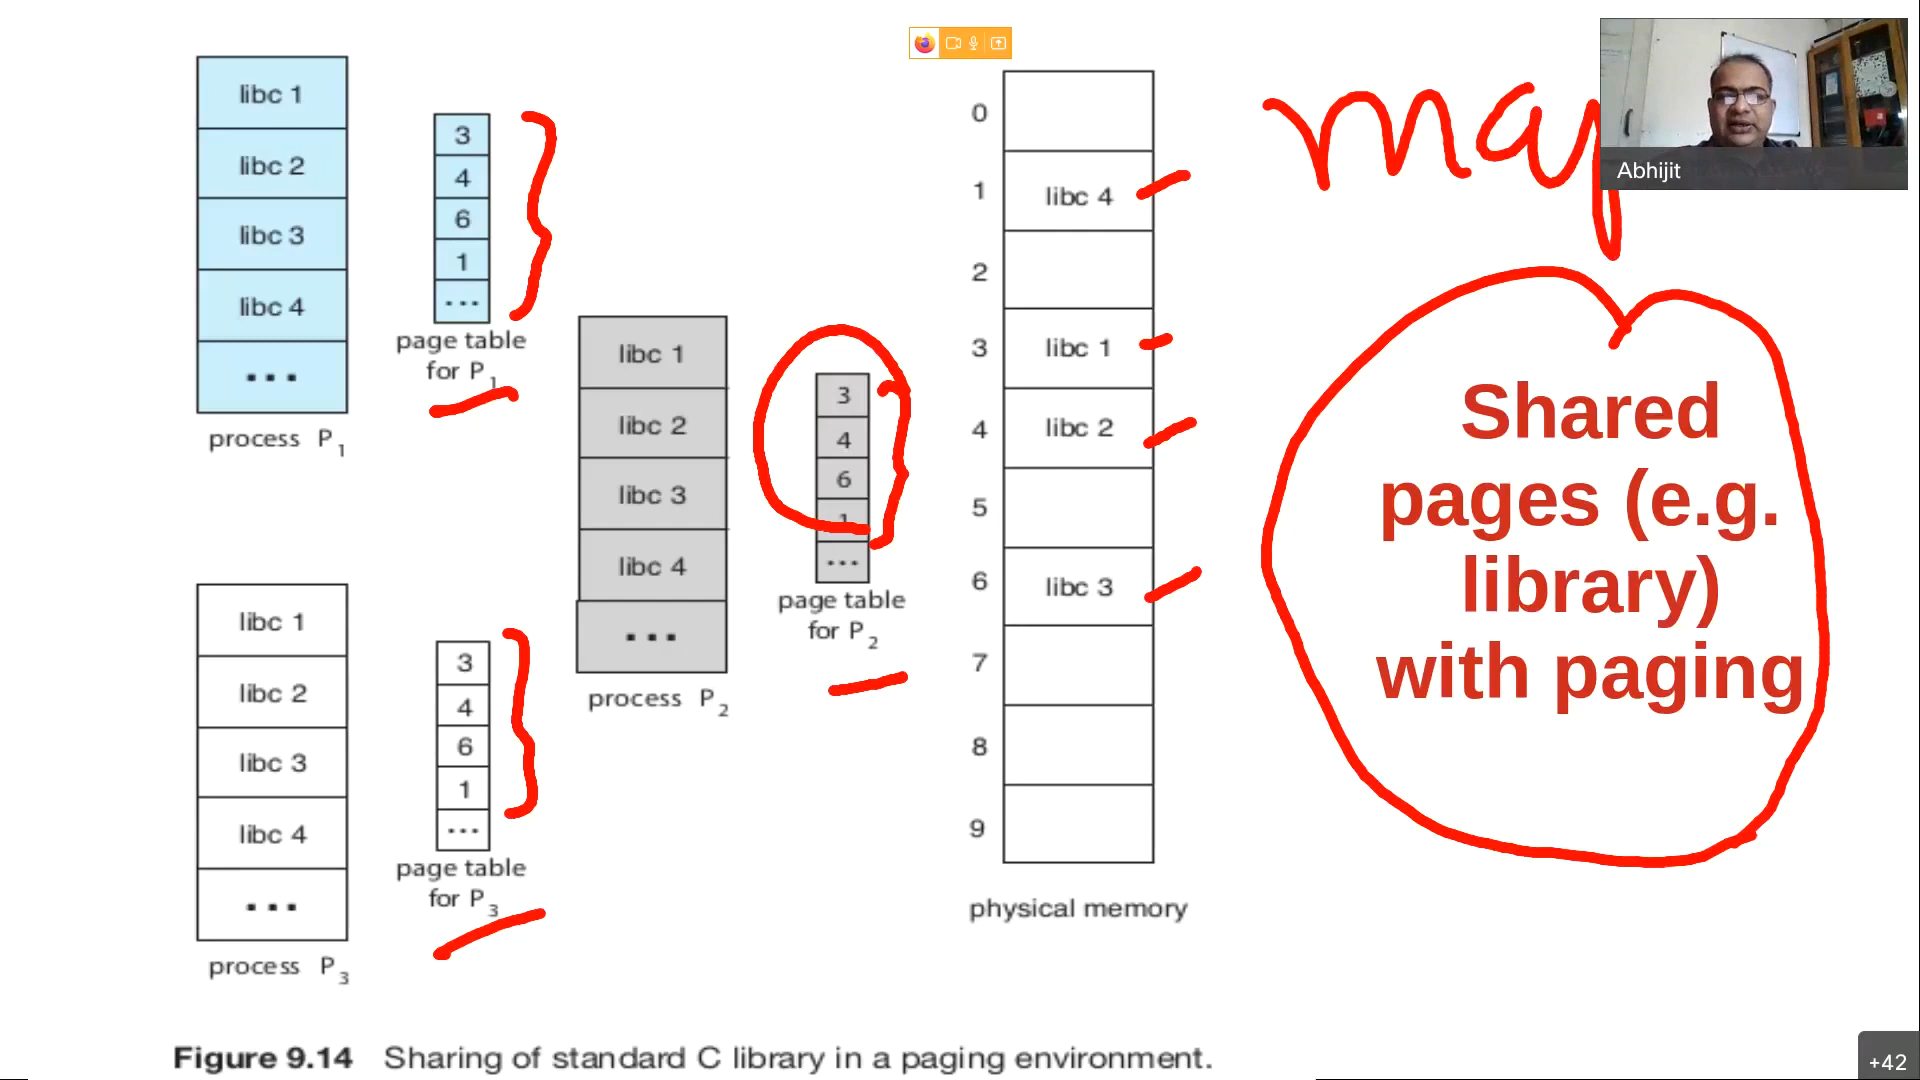 libc 1
libc 2
libc 3
libc 4
...
process P1
3
4
6
1
...
page table
for P1
libc 1
libc 2
libc 3
libc 4
...
process P2
3
4
6
1
...
page table
for P2
libc 1
libc 2
libc 3
libc 4
...
process P3
3
4
6
1
...
page table
for P3
0
1 libc 4
2
3 libc 1
4 libc 2
5
6 libc 3
7
8
9
physical memory
Abhijit
Shared
pages (e.g.
library)
with paging
Figure 9.14 Sharing of standard C library in a paging environment.
+42